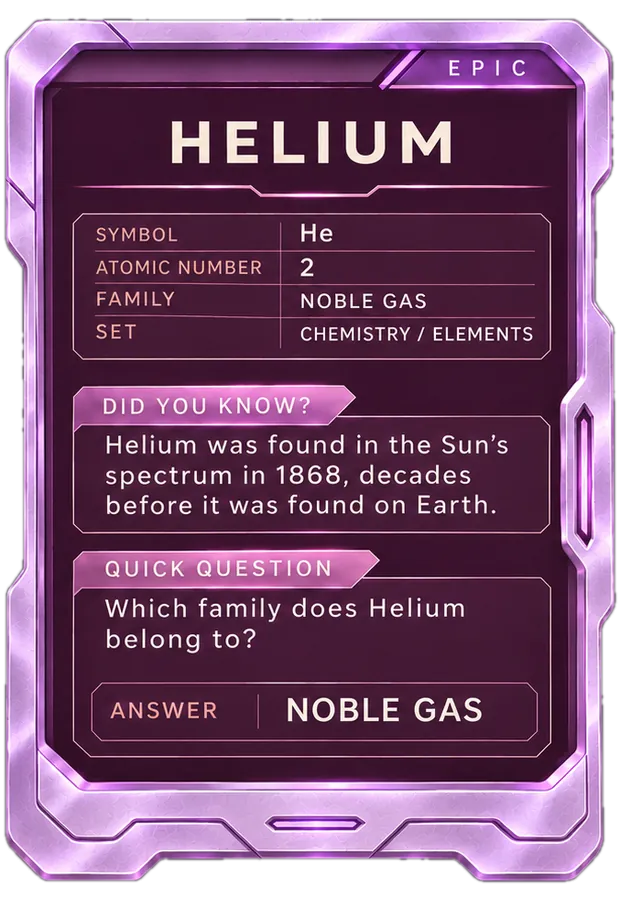 EPIC
HELIUM
SYMBOL He
ATOMIC NUMBER 2
FAMILY NOBLE GAS
SET CHEMISTRY / ELEMENTS
DID YOU KNOW?
Helium was found in the Sun’s
spectrum in 1868, decades
before it was found on Earth.
QUICK QUESTION
Which family does Helium
belong to?
ANSWER NOBLE GAS